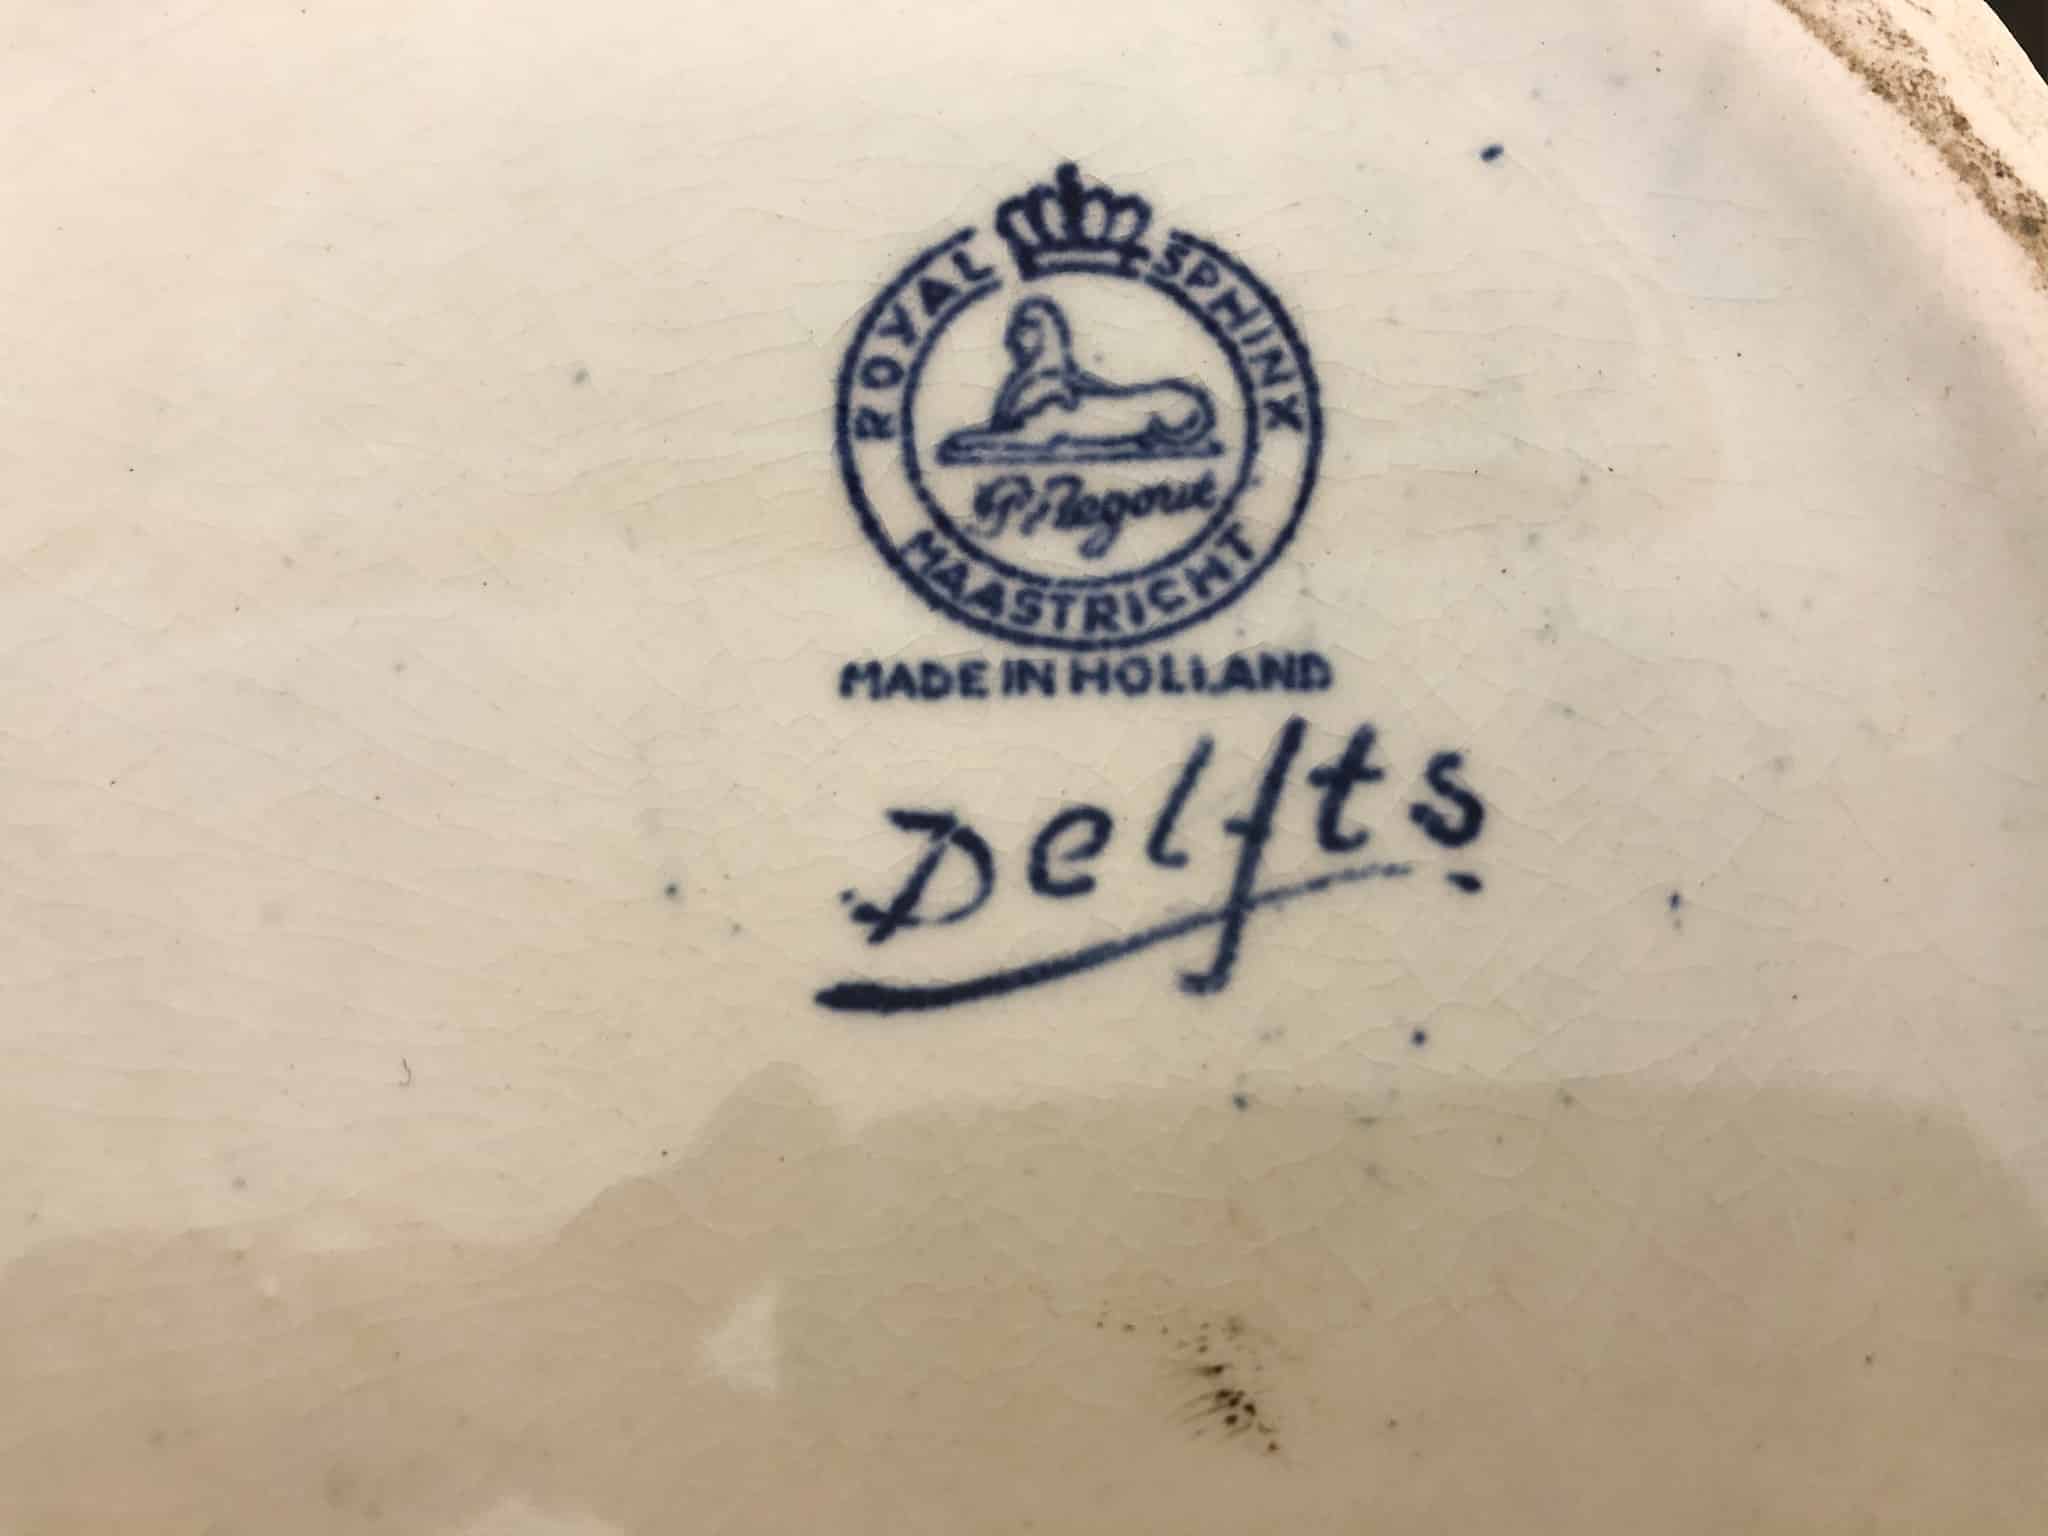 ROYAL SPHINX
P. Regout
MAASTRICHT
MADE IN HOLLAND
Delfts